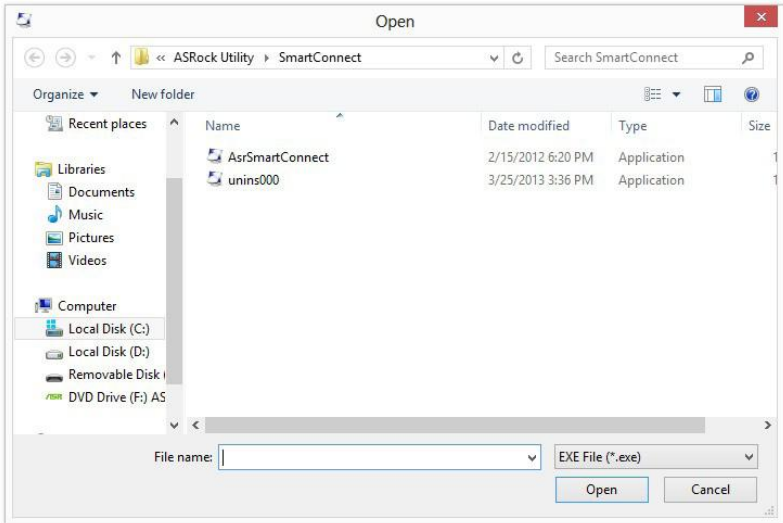 Open
« ASRock Utility SmartConnect
Search SmartConnect
Organize New folder
Recent places
Libraries
Documents
Music
Pictures
Videos
Computer
Local Disk (C:)
Local Disk (D:)
Removable Disk (
DVD Drive (F:) AS
Name Date modified Type Size
AsrSmartConnect 2/15/2012 6:20 PM Application 1
unins000 3/25/2013 3:36 PM Application 1
File name: EXE File (*.exe)
Open Cancel